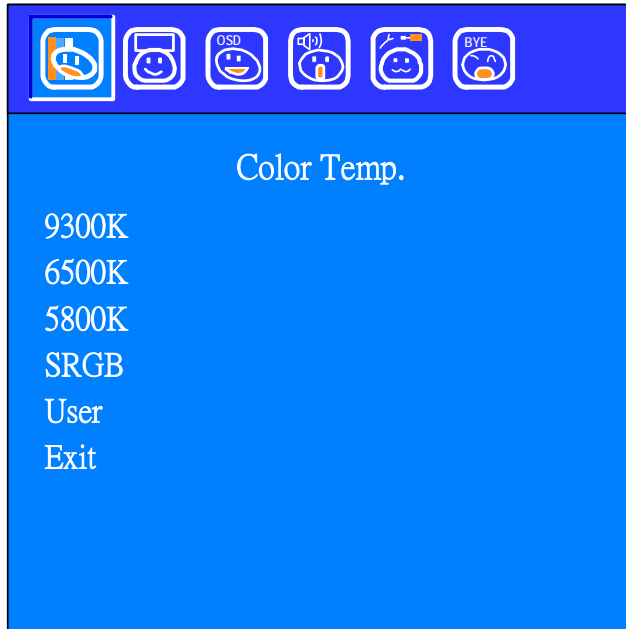 OSD
BYE
Color Temp.
9300K
6500K
5800K
SRGB
User
Exit